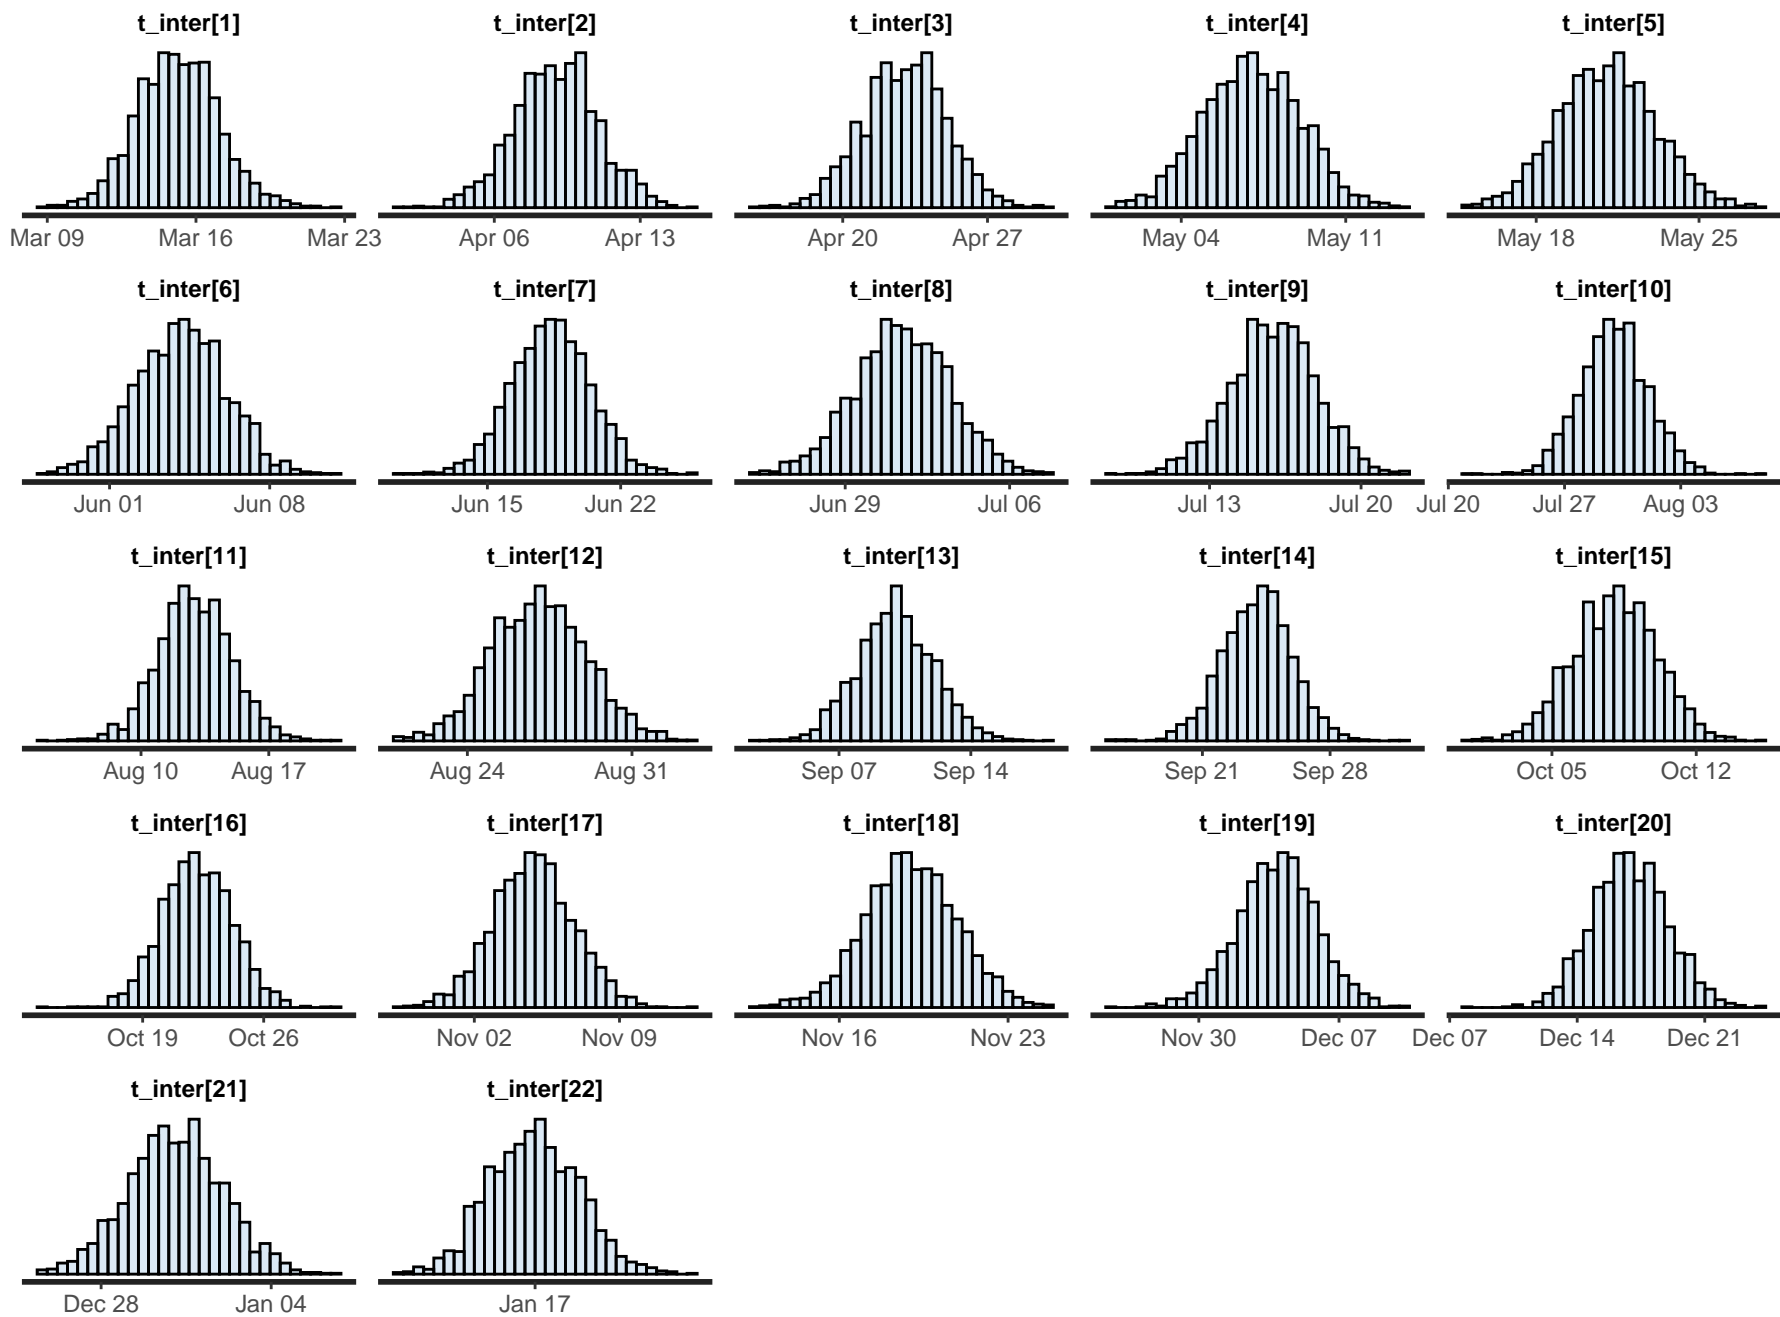 t_inter[1] t_inter[2] t_inter[3] t_inter[4] t_inter[5]
Mar 09 Mar 16 Mar 23 Apr 06 Apr 13 Apr 20 Apr 27 May 04 May 11 May 18 May 25
t_inter[6] t_inter[7] t_inter[8] t_inter[9] t_inter[10]
Jun 01 Jun 08 Jun 15 Jun 22 Jun 29 Jul 06 Jul 13 Jul 20 Jul 20 Jul 27 Aug 03
t_inter[11] t_inter[12] t_inter[13] t_inter[14] t_inter[15]
Aug 10 Aug 17 Aug 24 Aug 31 Sep 07 Sep 14 Sep 21 Sep 28 Oct 05 Oct 12
t_inter[16] t_inter[17] t_inter[18] t_inter[19] t_inter[20]
Oct 19 Oct 26 Nov 02 Nov 09 Nov 16 Nov 23 Nov 30 Dec 07 Dec 07 Dec 14 Dec 21
t_inter[21] t_inter[22]
Dec 28 Jan 04 Jan 17